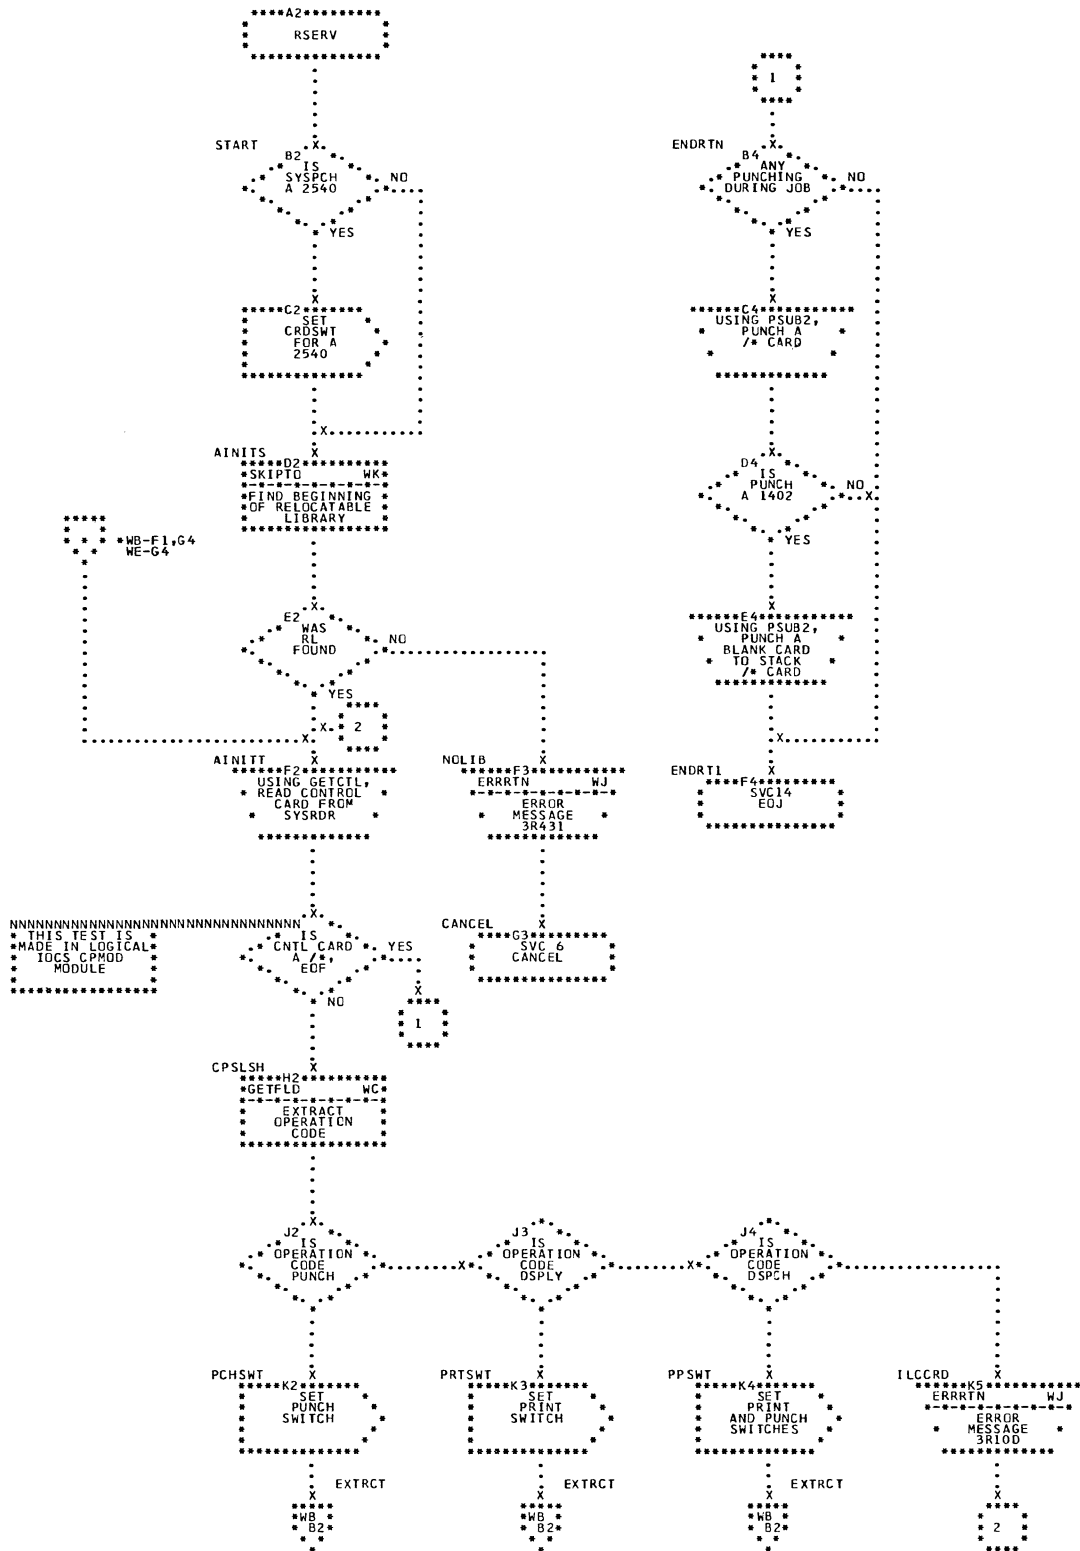 A2
RSERV
1
START
B2
IS
SYSPCH
A 2540
NO
YES
ENDRTN
B4
ANY
PUNCHING
DURING JOB
NO
YES
C2
SET
CRDSWT
FOR A
2540
C4
USING PSUB2,
PUNCH A
/* CARD
AINITS
D2
SKIPTO WK
FIND BEGINNING
OF RELOCATABLE
LIBRARY
D4
IS
PUNCH
A 1402
NO
YES
*WB-F1,G4
WE-G4
E2
WAS
RL
FOUND
NO
YES
2
E4
USING PSUB2,
PUNCH A
BLANK CARD
TO STACK
/* CARD
AINITT
F2
USING GETCTL,
READ CONTROL
CARD FROM
SYSRDR
NOLIB
F3
ERRRTN WJ
ERROR
MESSAGE
3R43I
ENDRT1
F4
SVC14
EOJ
NNNNNNNNNNNNNNNNNNNNNNNNNNNNNNNNN
THIS TEST IS
MADE IN LOGICAL
IOCS CPMOD
MODULE
IS
CNTL CARD
A /*,
EOF
YES
NO
1
CANCEL
G3
SVC 6
CANCEL
CPSLSH
H2
GETFLD WC
EXTRACT
OPERATION
CODE
J2
IS
OPERATION
CODE
PUNCH
J3
IS
OPERATION
CODE
DSPLY
J4
IS
OPERATION
CODE
DSPCH
PCHSWT
K2
SET
PUNCH
SWITCH
PRTSWT
K3
SET
PRINT
SWITCH
PPSWT
K4
SET
PRINT
AND PUNCH
SWITCHES
ILCCRD
K5
ERRRTN WJ
ERROR
MESSAGE
3R10D
EXTRCT
WB
B2
EXTRCT
WB
B2
EXTRCT
WB
B2
2